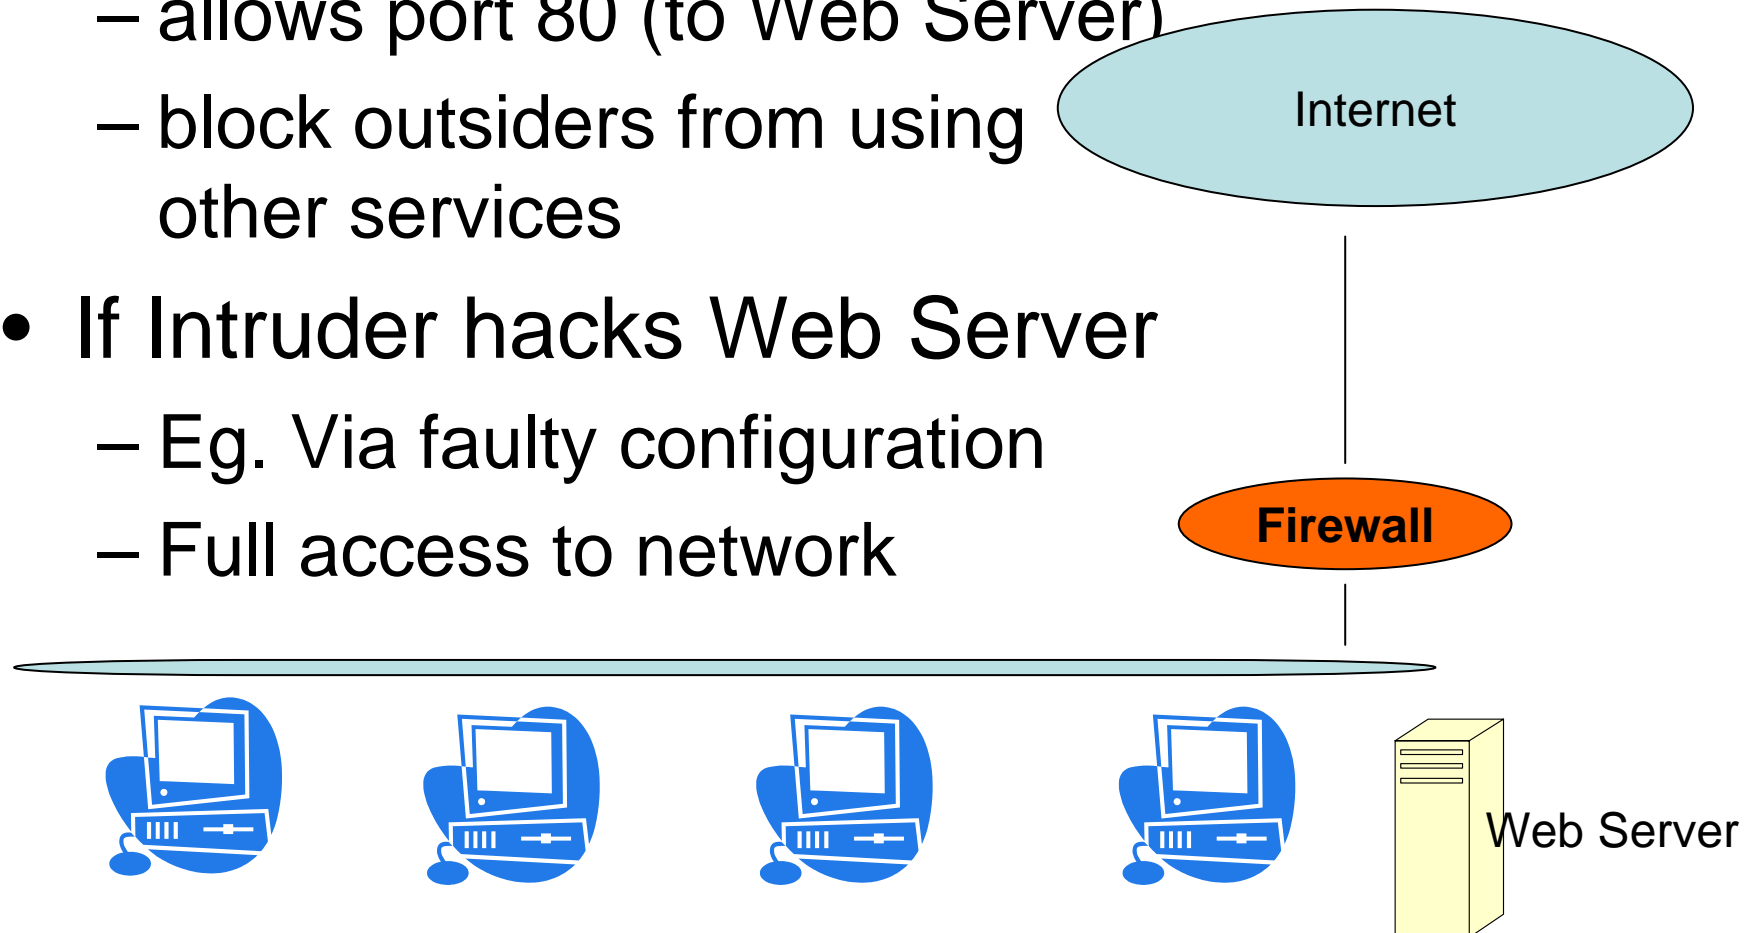 – allows port 80 (to Web Server)
– block outsiders from using
other services
• If Intruder hacks Web Server
– Eg. Via faulty configuration
– Full access to network
Internet
Firewall
Web Server